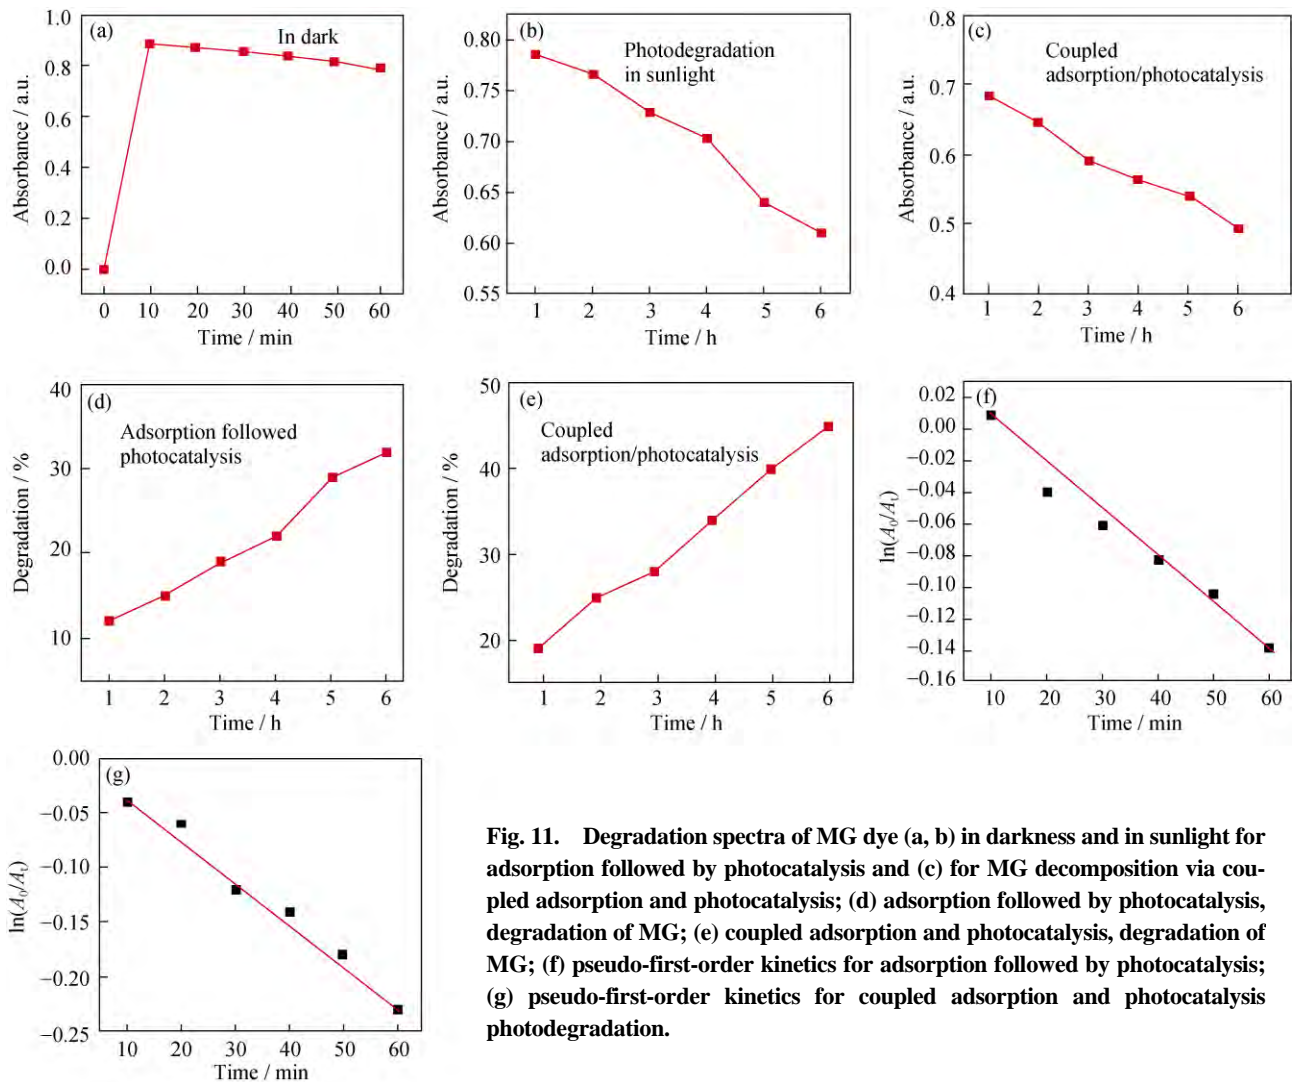 (a)
In dark
1.0
0.8
0.6
0.4
0.2
0.0
Absorbance / a.u.
0 10 20 30 40 50 60
Time / min
(b)
Photodegradation
in sunlight
0.80
0.75
0.70
0.65
0.60
0.55
Absorbance / a.u.
1 2 3 4 5 6
Time / h
(c)
Coupled
adsorption/photocatalysis
0.8
0.7
0.6
0.5
0.4
Absorbance / a.u.
1 2 3 4 5 6
Time / h
(d)
Adsorption followed
photocatalysis
40
30
20
10
Degradation / %
1 2 3 4 5 6
Time / h
(e)
Coupled
adsorption/photocatalysis
50
40
30
20
Degradation / %
1 2 3 4 5 6
Time / h
(f)
0.02
0.00
−0.02
−0.04
−0.06
−0.08
−0.10
−0.12
−0.14
−0.16
ln(A0/At)
10 20 30 40 50 60
Time / min
(g)
0.00
−0.05
−0.10
−0.15
−0.20
−0.25
ln(A0/At)
10 20 30 40 50 60
Time / min
Fig. 11. Degradation spectra of MG dye (a, b) in darkness and in sunlight for
adsorption followed by photocatalysis and (c) for MG decomposition via cou-
pled adsorption and photocatalysis; (d) adsorption followed by photocatalysis,
degradation of MG; (e) coupled adsorption and photocatalysis, degradation of
MG; (f) pseudo-first-order kinetics for adsorption followed by photocatalysis;
(g) pseudo-first-order kinetics for coupled adsorption and photocatalysis
photodegradation.